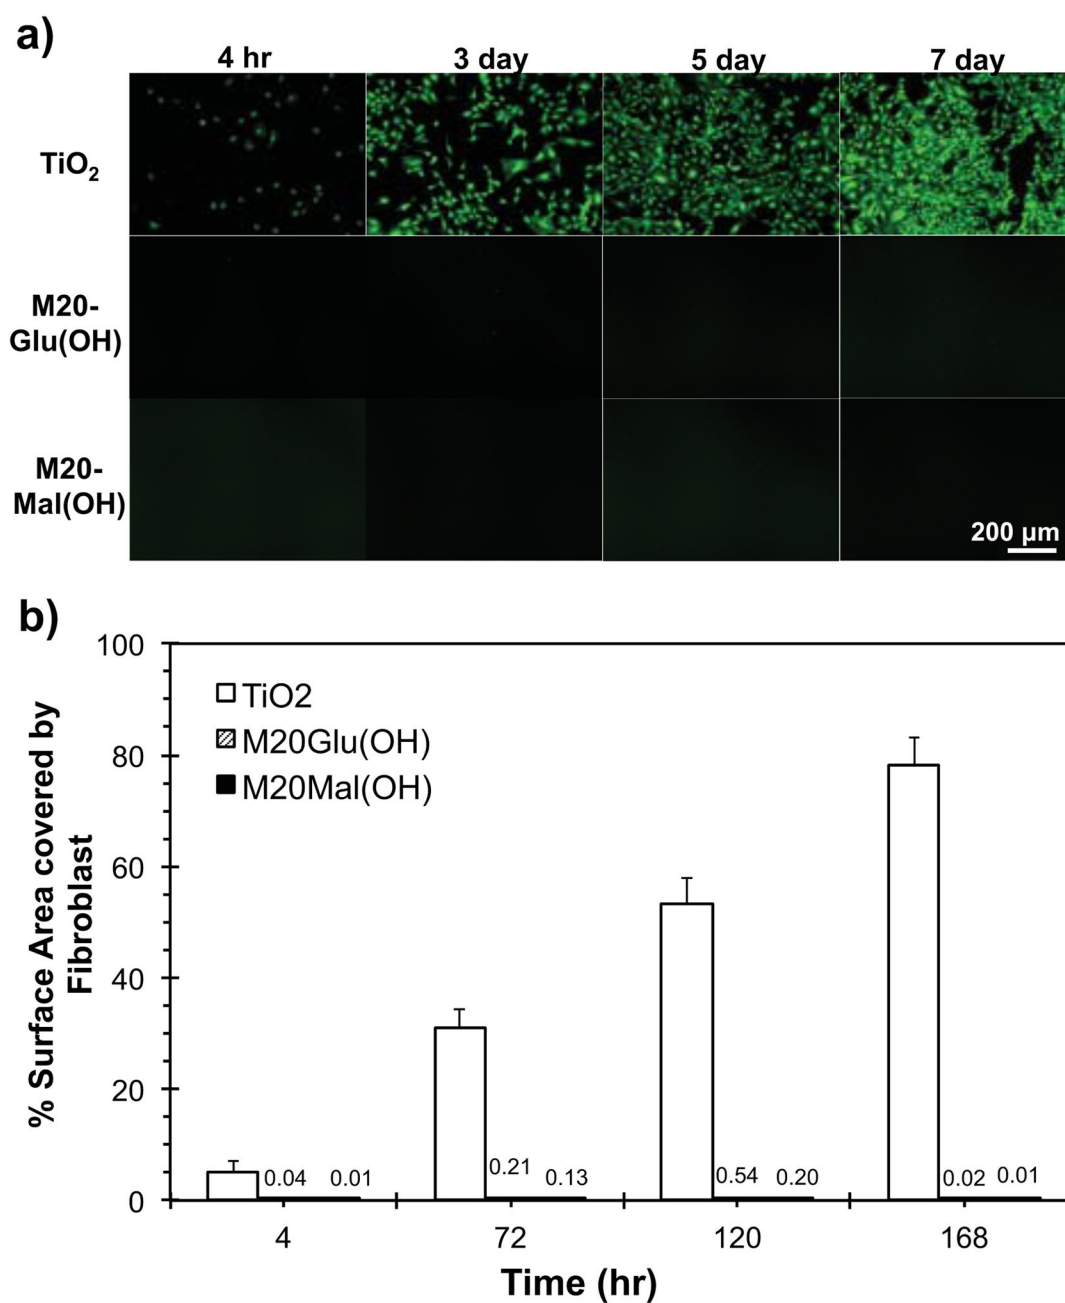 a)
4 hr 3 day 5 day 7 day
TiO₂
M20-
Glu(OH)
M20-
Mal(OH)
200 µm
b)
% Surface Area covered by
Fibroblast
100
80
60
40
20
0
TiO2
M20Glu(OH)
M20Mal(OH)
0.04 0.01 0.21 0.13 0.54 0.20 0.02 0.01
4 72 120 168
Time (hr)